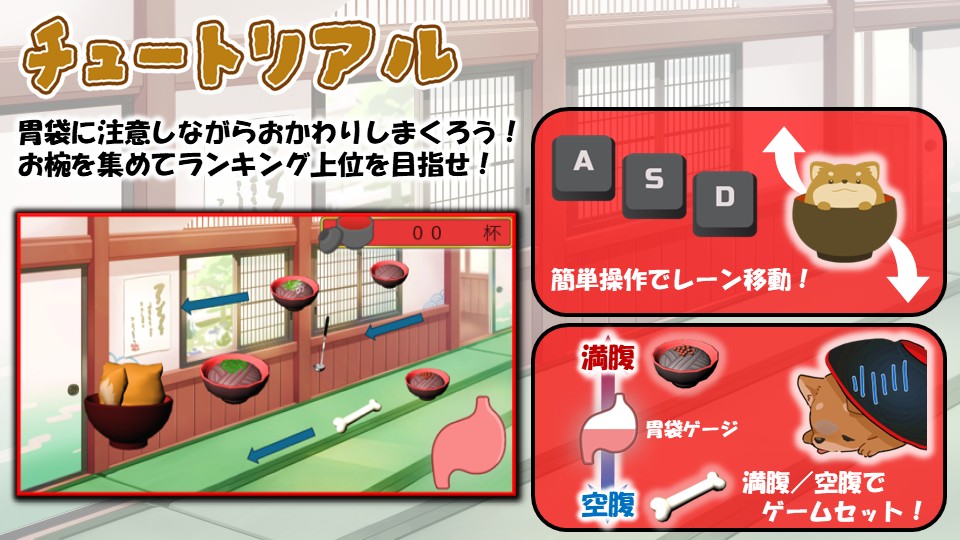 チュートリアル
胃袋に注意しながらおかわりしまくろう！
お椀を集めてランキング上位を目指せ！
00 杯
A
S
D
簡単操作でレーン移動！
満腹
胃袋ゲージ
空腹
満腹／空腹で
ゲームセット！